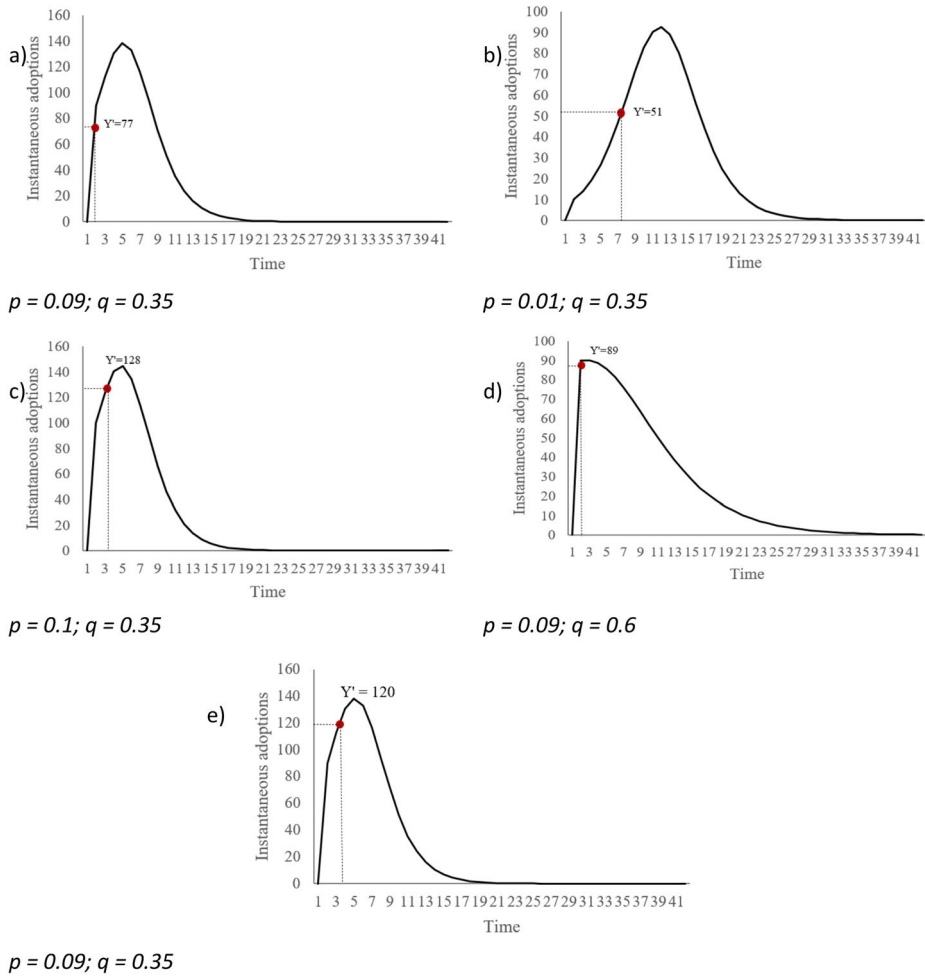 a)
Instantaneous adoptions
160
140
120
100
80
60
40
20
0
Y'=77
1 3 5 7 9 11 13 15 17 19 21 23 25 27 29 31 33 35 37 39 41
Time
p = 0.09; q = 0.35
b)
Instantaneous adoptions
100
90
80
70
60
50
40
30
20
10
0
Y'=51
1 3 5 7 9 11 13 15 17 19 21 23 25 27 29 31 33 35 37 39 41
Time
p = 0.01; q = 0.35
c)
Instantaneous adoptions
160
140
120
100
80
60
40
20
0
Y'=128
1 3 5 7 9 11 13 15 17 19 21 23 25 27 29 31 33 35 37 39 41
Time
p = 0.1; q = 0.35
d)
Instantaneous adoptions
100
90
80
70
60
50
40
30
20
10
0
Y'=89
1 3 5 7 9 11 13 15 17 19 21 23 25 27 29 31 33 35 37 39 41
Time
p = 0.09; q = 0.6
e)
Instantaneous adoptions
160
140
120
100
80
60
40
20
0
Y' = 120
1 3 5 7 9 11 13 15 17 19 21 23 25 27 29 31 33 35 37 39 41
Time
p = 0.09; q = 0.35